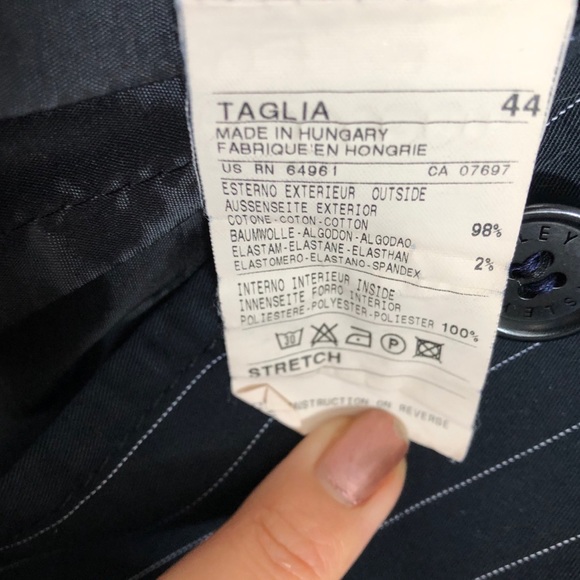 TAGLIA 44
MADE IN HUNGARY
FABRIQUE EN HONGRIE
US RN 64961 CA 07697
ESTERNO EXTERIEUR OUTSIDE
AUSSENSEITE EXTERIOR
COTONE-COTON-COTTON
BAUMWOLLE-ALGODON-ALGODAO 98%
ELASTAM-ELASTANE-ELASTHAN
ELASTOMERO-ELASTANO-SPANDEX 2%
INTERNO INTERIEUR INSIDE
INNENSEITE FORRO INTERIOR
POLIESTERE-POLYESTER-POLIESTER 100%
30 P
STRETCH
ON REVERSE